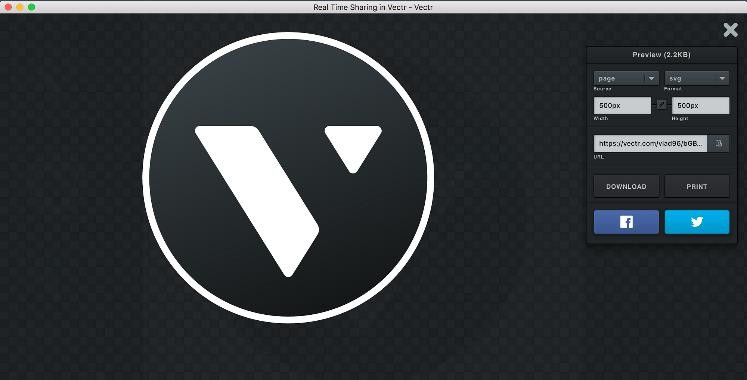 Real Time Sharing in Vectr - Vectr
Preview (2.2KB)
page
svg
Source
Format
500px
500px
Width
Height
https://vectr.com/vlad96/bGB...
URL
DOWNLOAD
PRINT